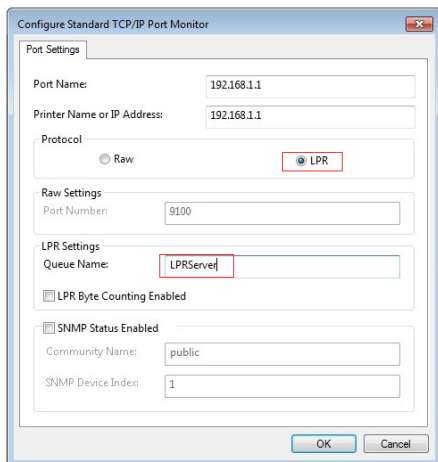 Configure Standard TCP/IP Port Monitor
Port Settings
Port Name: 192.168.1.1
Printer Name or IP Address: 192.168.1.1
Protocol
Raw LPR
Raw Settings
Port Number: 9100
LPR Settings
Queue Name: LPRServer
LPR Byte Counting Enabled
SNMP Status Enabled
Community Name: public
SNMP Device Index: 1
OK Cancel